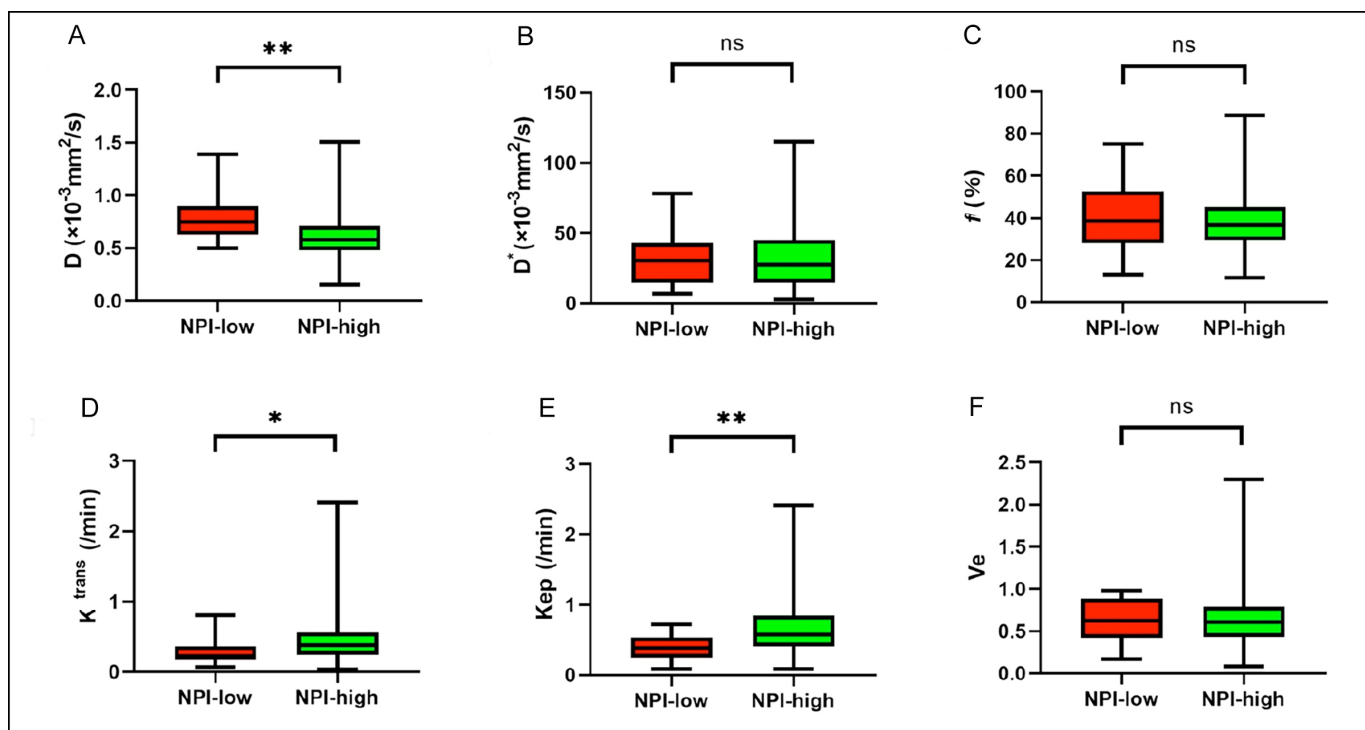 A
**
D (×10⁻³mm²/s)
2.0
1.5
1.0
0.5
0.0
NPI-low NPI-high
B
ns
D* (×10⁻³mm²/s)
150
100
50
0
NPI-low NPI-high
C
ns
f (%)
100
80
60
40
20
0
NPI-low NPI-high
D
*
K trans (/min)
3
2
1
0
NPI-low NPI-high
E
**
Kep (/min)
3
2
1
0
NPI-low NPI-high
F
ns
Ve
2.5
2.0
1.5
1.0
0.5
0.0
NPI-low NPI-high